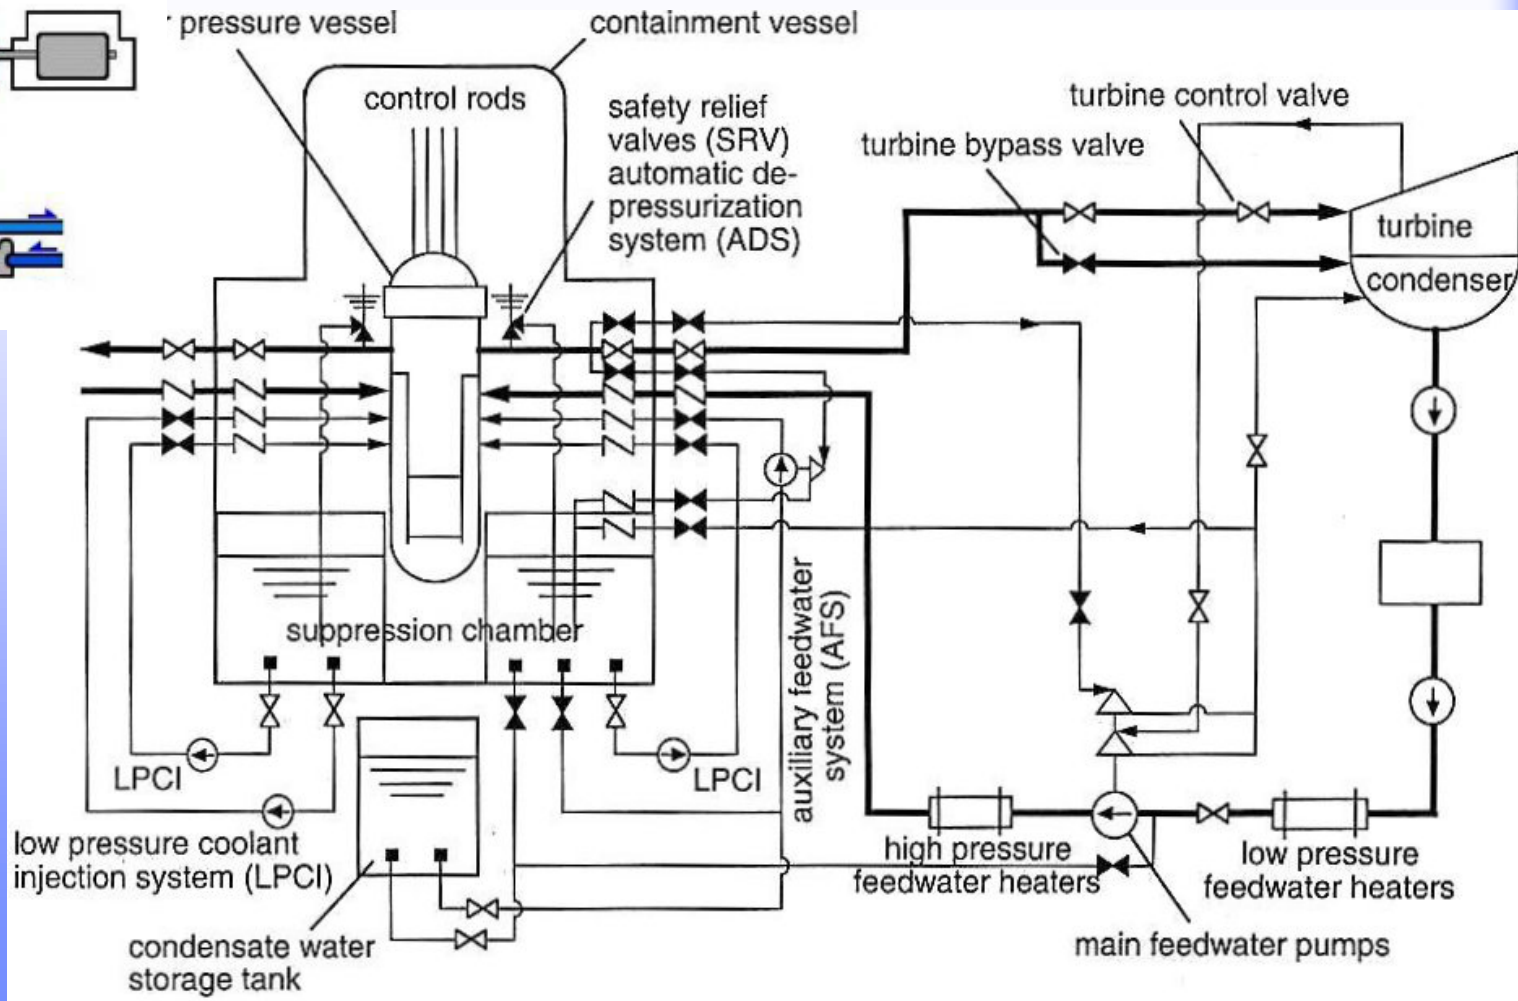 pressure vessel
containment vessel
control rods
safety relief
valves (SRV)
automatic de-
pressurization
system (ADS)
turbine control valve
turbine bypass valve
turbine
condenser
suppression chamber
auxiliary feedwater
system (AFS)
LPCI
LPCI
low pressure coolant
injection system (LPCI)
condensate water
storage tank
high pressure
feedwater heaters
low pressure
feedwater heaters
main feedwater pumps